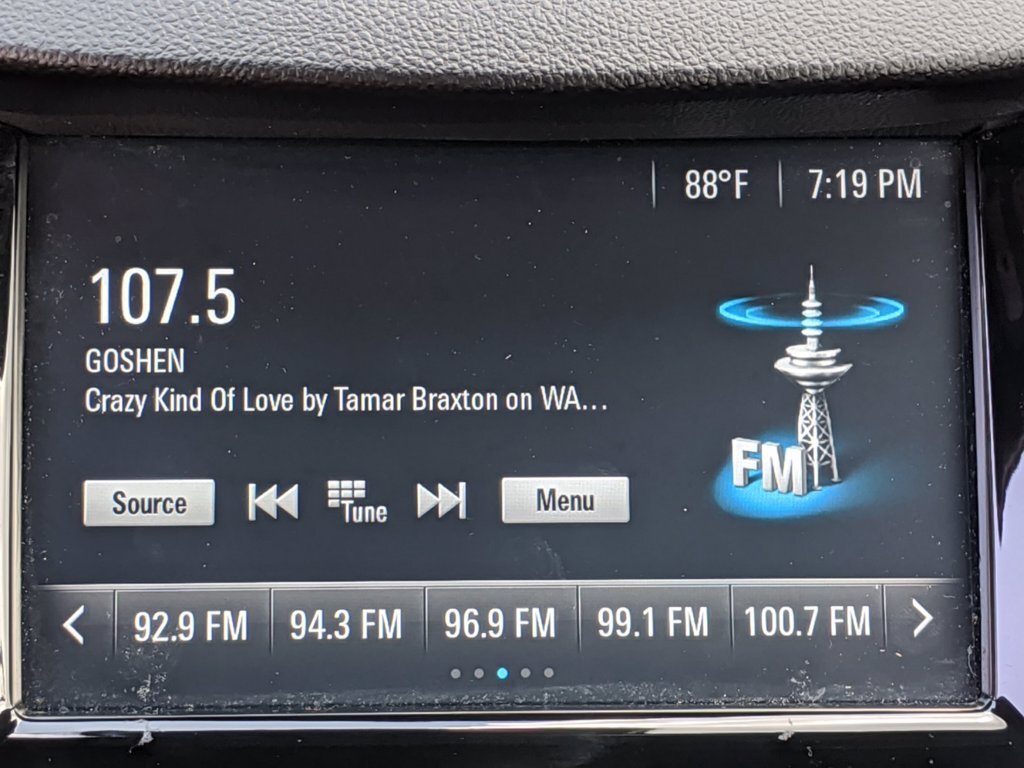 88°F 7:19 PM
107.5
GOSHEN
Crazy Kind Of Love by Tamar Braxton on WA...
FM
Source Tune Menu
92.9 FM 94.3 FM 96.9 FM 99.1 FM 100.7 FM